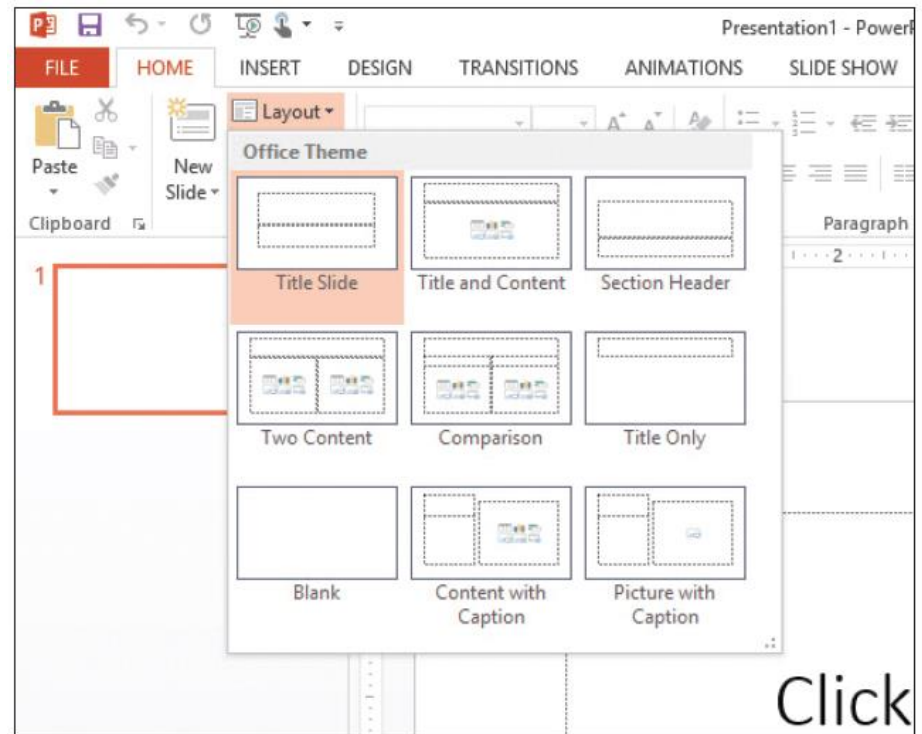 Presentation1 - PowerP
FILE HOME INSERT DESIGN TRANSITIONS ANIMATIONS SLIDE SHOW
Layout
Paste
New
Slide
Clipboard
Paragraph
Office Theme
Title Slide Title and Content Section Header
Two Content Comparison Title Only
Blank Content with Caption Picture with Caption
2
1
Click